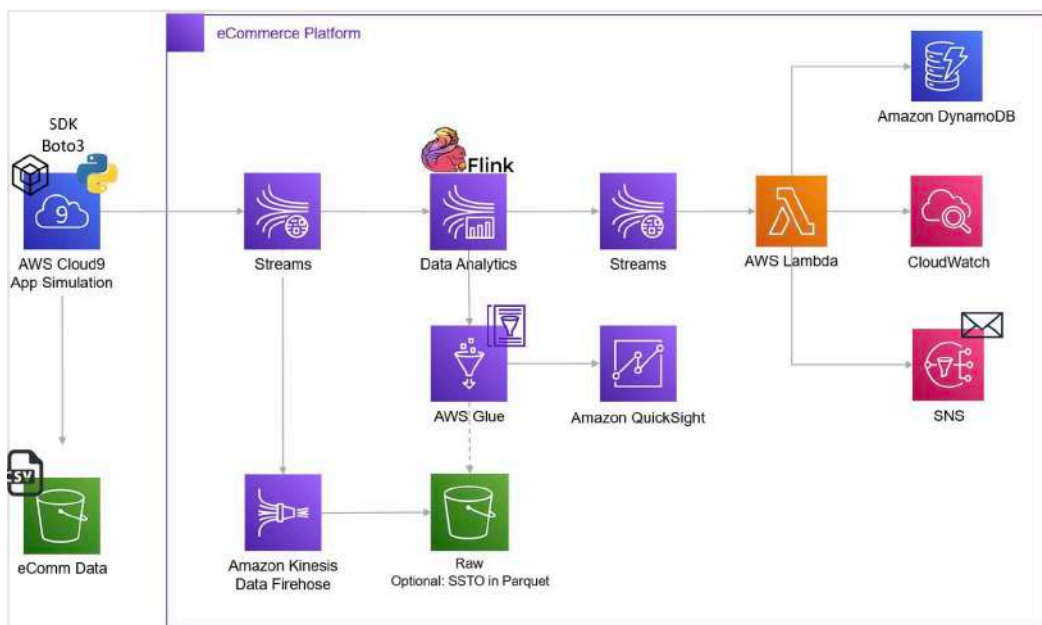 eCommerce Platform
SDK
Boto3
9
AWS Cloud9
App Simulation
Streams
Flink
Data Analytics
Streams
AWS Lambda
Amazon DynamoDB
CloudWatch
SNS
AWS Glue
Amazon QuickSight
CSV
eComm Data
Amazon Kinesis
Data Firehose
Raw
Optional: SSTO in Parquet